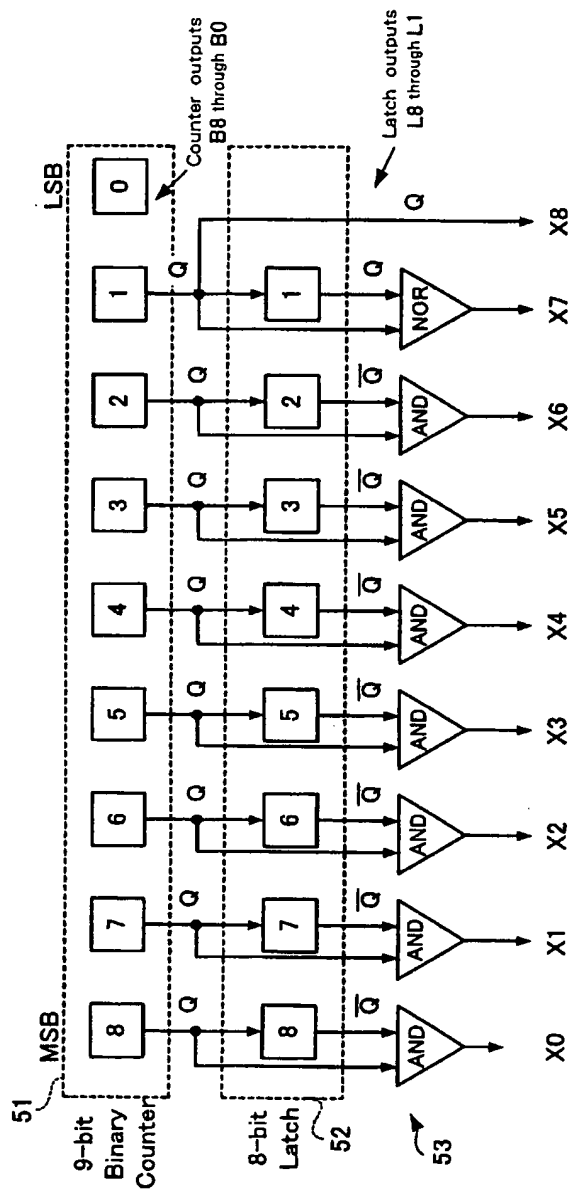 51
MSB
LSB
9-bit
Binary
Counter
8
7
6
5
4
3
2
1
0
Counter outputs
B8 through B0
Q
Q
Q
Q
Q
Q
Q
Q
8-bit
Latch
52
8
7
6
5
4
3
2
1
Latch outputs
L8 through L1
Q̅
Q̅
Q̅
Q̅
Q̅
Q̅
Q̅
Q
Q
53
AND
AND
AND
AND
AND
AND
AND
NOR
X0
X1
X2
X3
X4
X5
X6
X7
X8